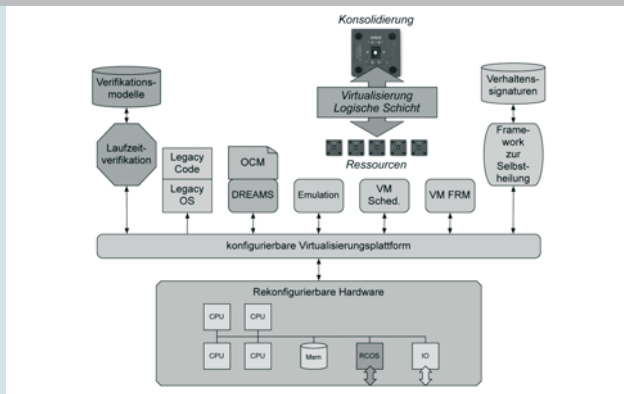 Konsolidierung
Virtualisierung
Logische Schicht
Ressourcen
Verifikations-
modelle
Laufzeit-
verifikation
Legacy
Code
Legacy
OS
OCM
DREAMS
Emulation
VM
Sched.
VM FRM
Verhaltens-
signaturen
Frame-
work
zur
Selbst-
heilung
konfigurierbare Virtualisierungsplattform
Rekonfigurierbare Hardware
CPU
CPU
CPU
CPU
Mem
RCOS
IO